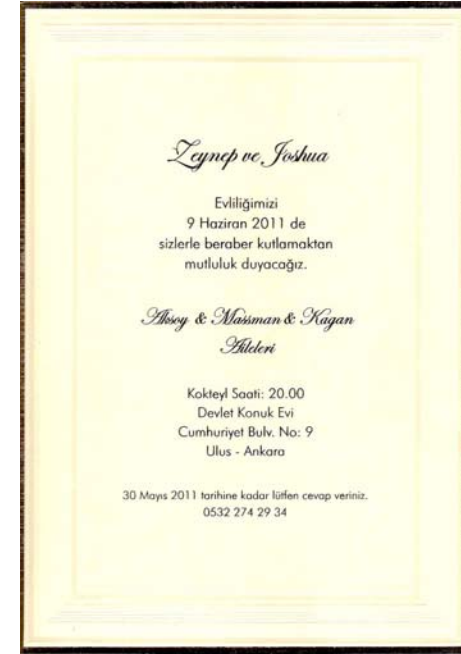 Zeynep ve Joshua
Evliliğimizi
9 Haziran 2011 de
sizlerle beraber kutlamaktan
mutluluk duyacağız.
Aksoy & Massman & Kagan
Aileleri
Kokteyl Saati: 20.00
Devlet Konuk Evi
Cumhuriyet Bulv. No: 9
Ulus - Ankara
30 Mayıs 2011 tarihine kadar lütfen cevap veriniz.
0532 274 29 34